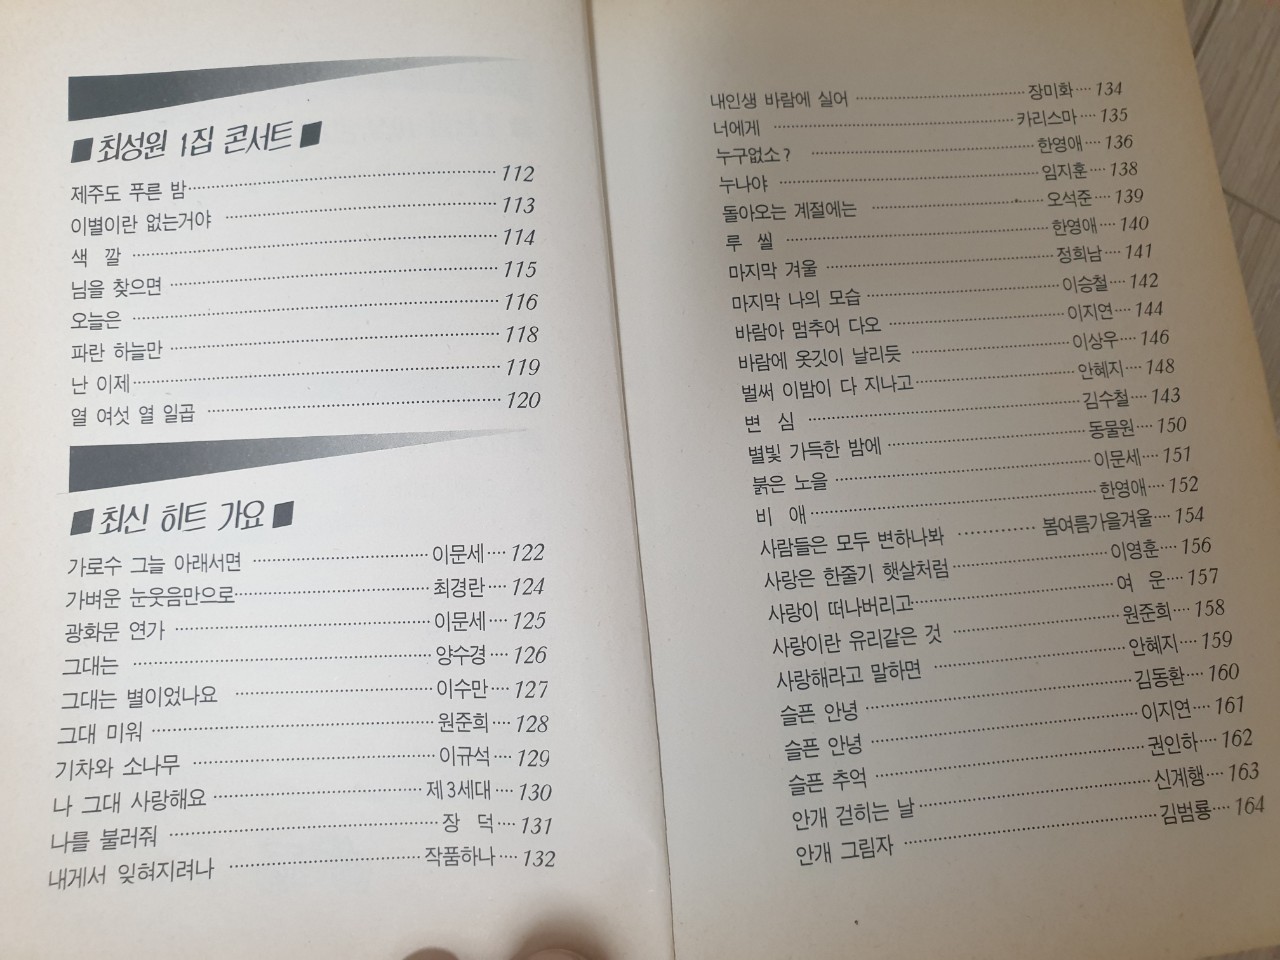 ■최성원 1집 콘서트■
제주도 푸른 밤 112
이별이란 없는거야 113
색 깔 114
님을 찾으면 115
오늘은 116
파란 하늘만 118
난 이제 119
열 여섯 열 일곱 120
■최신 히트 가요■
가로수 그늘 아래서면 이문세 122
가벼운 눈웃음만으로 최경란 124
광화문 연가 이문세 125
그대는 양수경 126
그대는 별이었나요 이수만 127
그대 미워 원준희 128
기차와 소나무 이규석 129
나 그대 사랑해요 제3세대 130
나를 불러줘 장 덕 131
내게서 잊혀지려나 작품하나 132
내인생 바람에 실어 장미화 134
너에게 카리스마 135
누구없소? 한영애 136
누나야 임지훈 138
돌아오는 계절에는 오석준 139
루 씰 한영애 140
마지막 겨울 정희남 141
마지막 나의 모습 이승철 142
바람아 멈추어 다오 이지연 144
바람에 옷깃이 날리듯 이상우 146
벌써 이밤이 다 지나고 안혜지 148
변 심 김수철 143
별빛 가득한 밤에 동물원 150
붉은 노을 이문세 151
비 애 한영애 152
사람들은 모두 변하나봐 봄여름가을겨울 154
사랑은 한줄기 햇살처럼 이영훈 156
사랑이 떠나버리고 여 운 157
사랑이란 유리같은 것 원준희 158
사랑해라고 말하면 안혜지 159
슬픈 안녕 김동환 160
슬픈 안녕 이지연 161
슬픈 추억 권인하 162
안개 걷히는 날 신계행 163
안개 그림자 김범룡 164